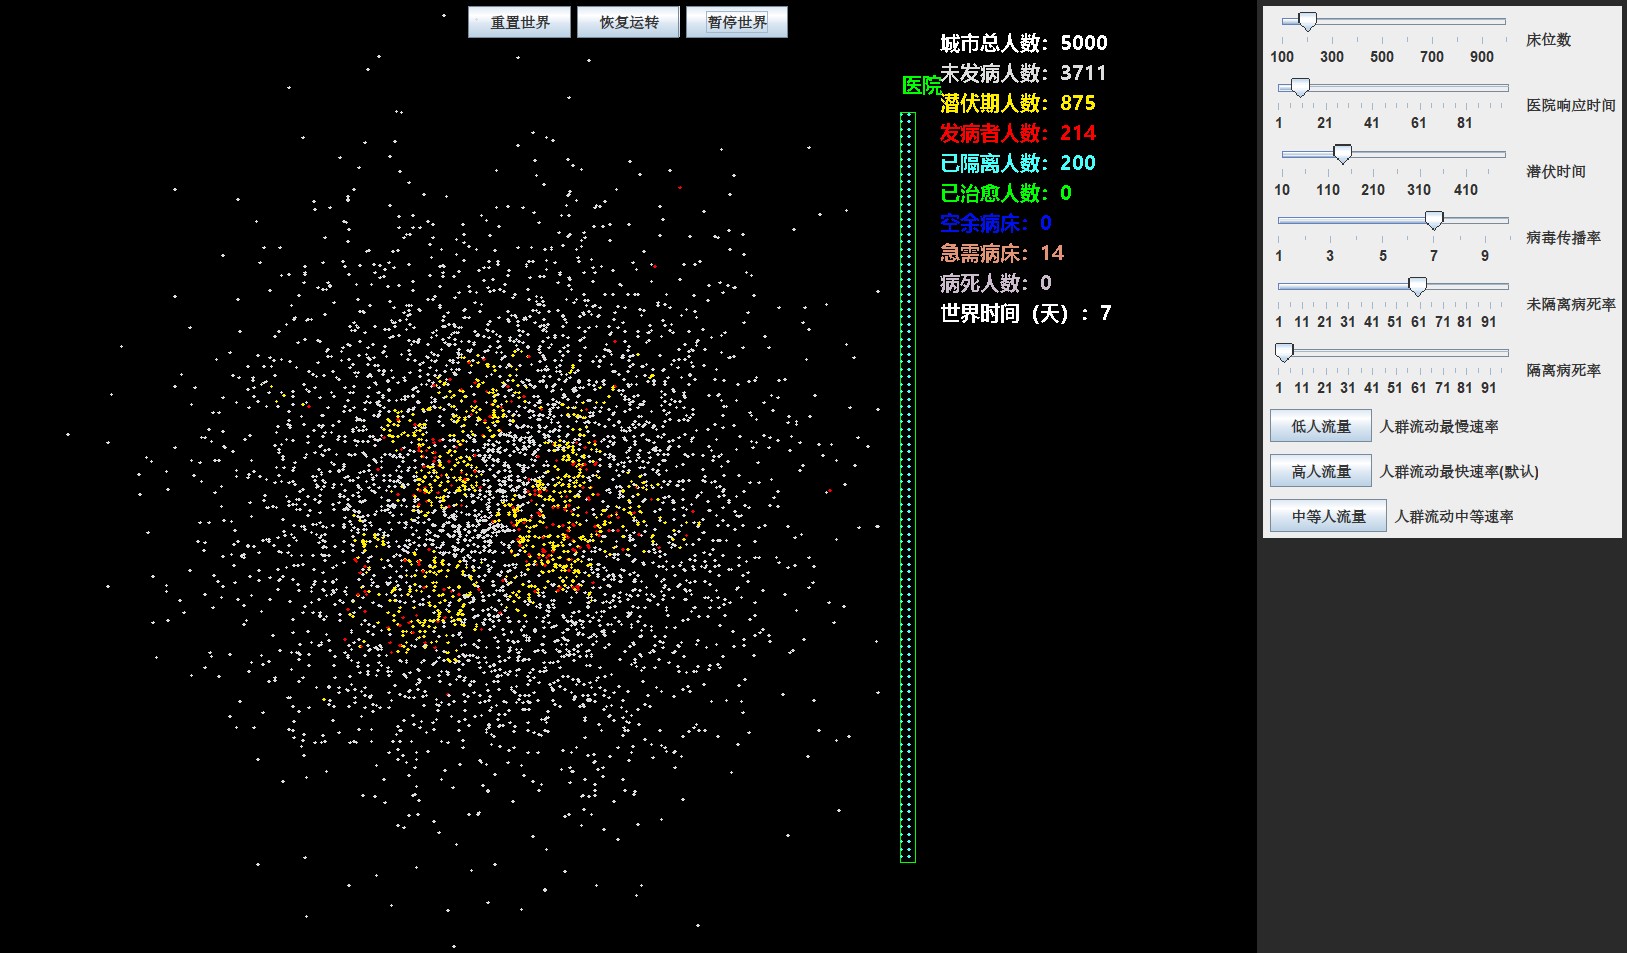 重置世界 恢复运转 暂停世界
医院
城市总人数：5000
未发病人数：3711
潜伏期人数：875
发病者人数：214
已隔离人数：200
已治愈人数：0
空余病床：0
急需病床：14
病死人数：0
世界时间（天）：7
床位数
100 300 500 700 900
医院响应时间
1 21 41 61 81
潜伏时间
10 110 210 310 410
病毒传播率
1 3 5 7 9
未隔离病死率
1 11 21 31 41 51 61 71 81 91
隔离病死率
1 11 21 31 41 51 61 71 81 91
低人流量 人群流动最慢速率
高人流量 人群流动最快速率(默认)
中等人流量 人群流动中等速率